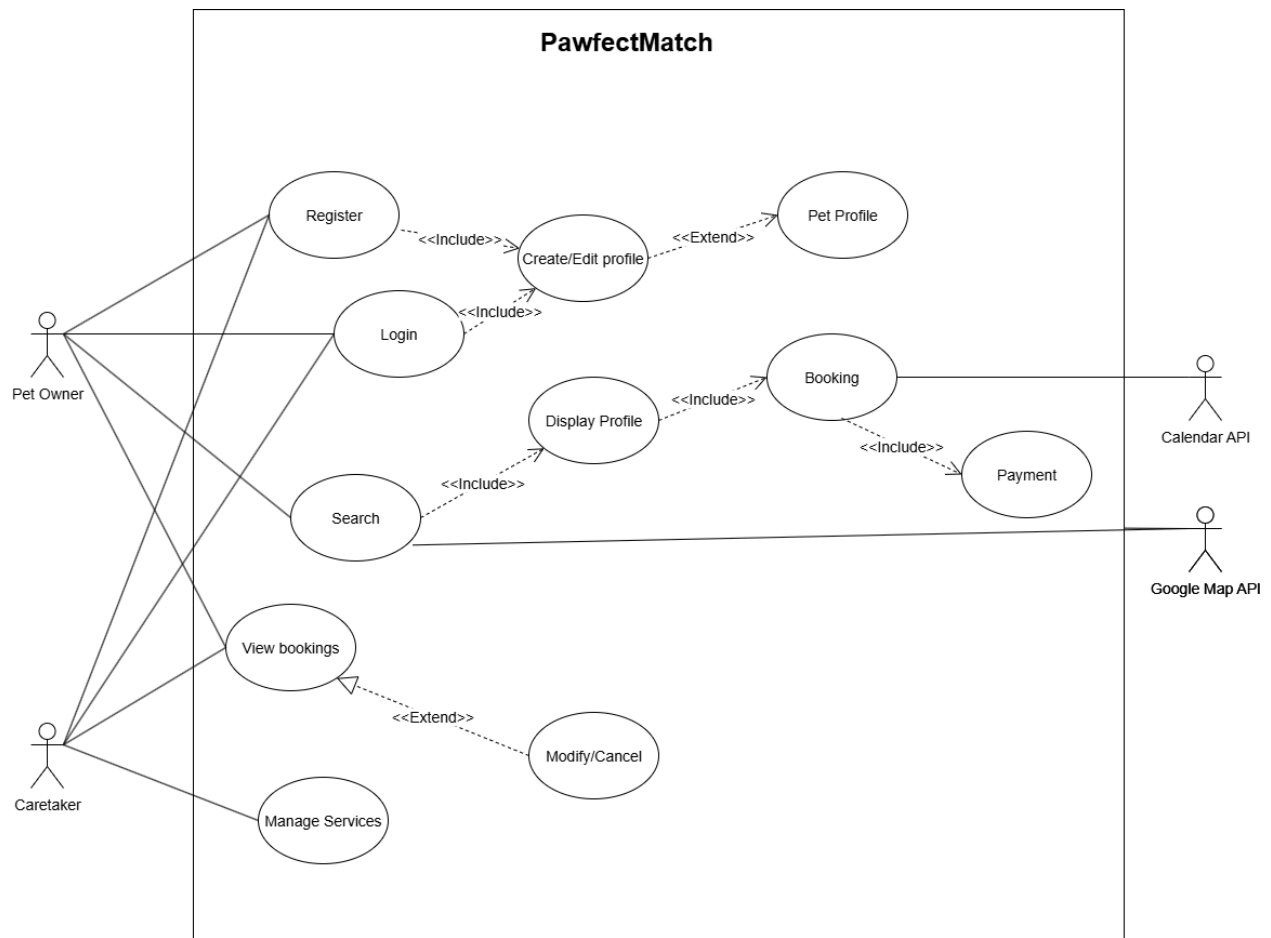 PawfectMatch
Register
<<Include>>
Create/Edit profile
<<Extend>>
Pet Profile
Login
<<Include>>
Pet Owner
Display Profile
<<Include>>
Booking
Calendar API
<<Include>>
Payment
Search
<<Include>>
Google Map API
View bookings
<<Extend>>
Modify/Cancel
Caretaker
Manage Services